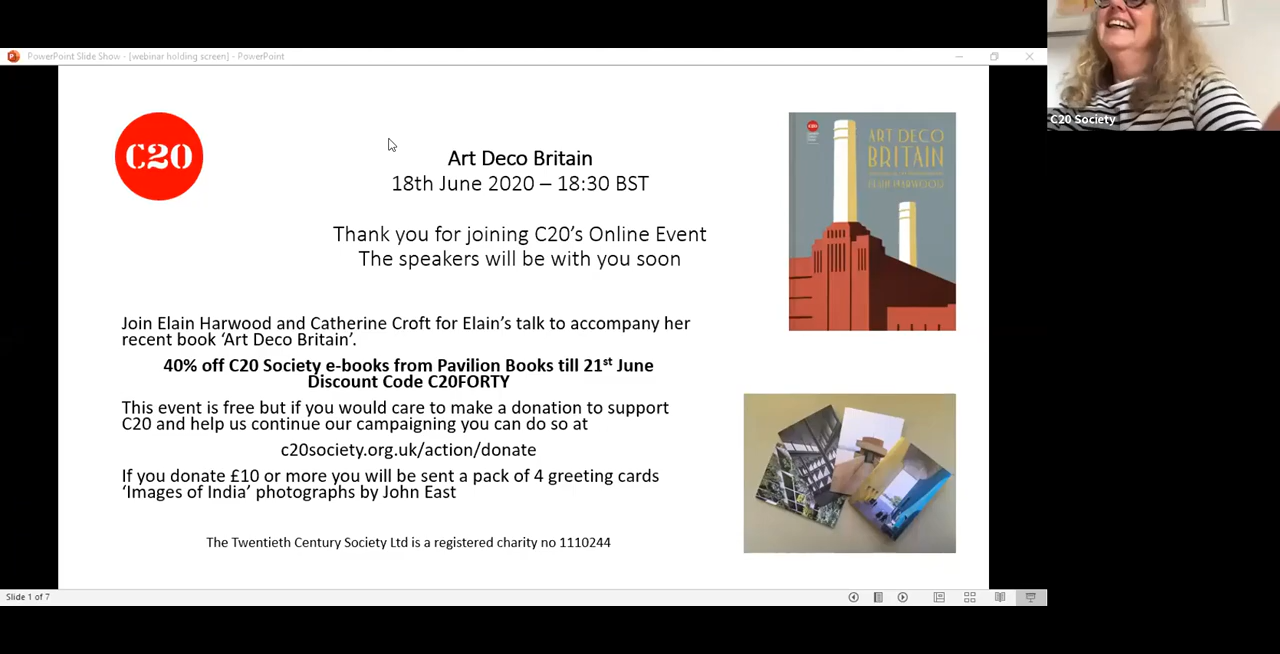 PowerPoint Slide Show - [webinar holding screen] - PowerPoint
C20 Society
C20
Art Deco Britain
18th June 2020 – 18:30 BST
Thank you for joining C20’s Online Event
The speakers will be with you soon
C20
ART DECO
BRITAIN
ELAIN HARWOOD
Join Elain Harwood and Catherine Croft for Elain’s talk to accompany her
recent book ‘Art Deco Britain’.
40% off C20 Society e-books from Pavilion Books till 21st June
Discount Code C20FORTY
This event is free but if you would care to make a donation to support
C20 and help us continue our campaigning you can do so at
c20society.org.uk/action/donate
If you donate £10 or more you will be sent a pack of 4 greeting cards
‘Images of India’ photographs by John East
The Twentieth Century Society Ltd is a registered charity no 1110244
Slide 1 of 7